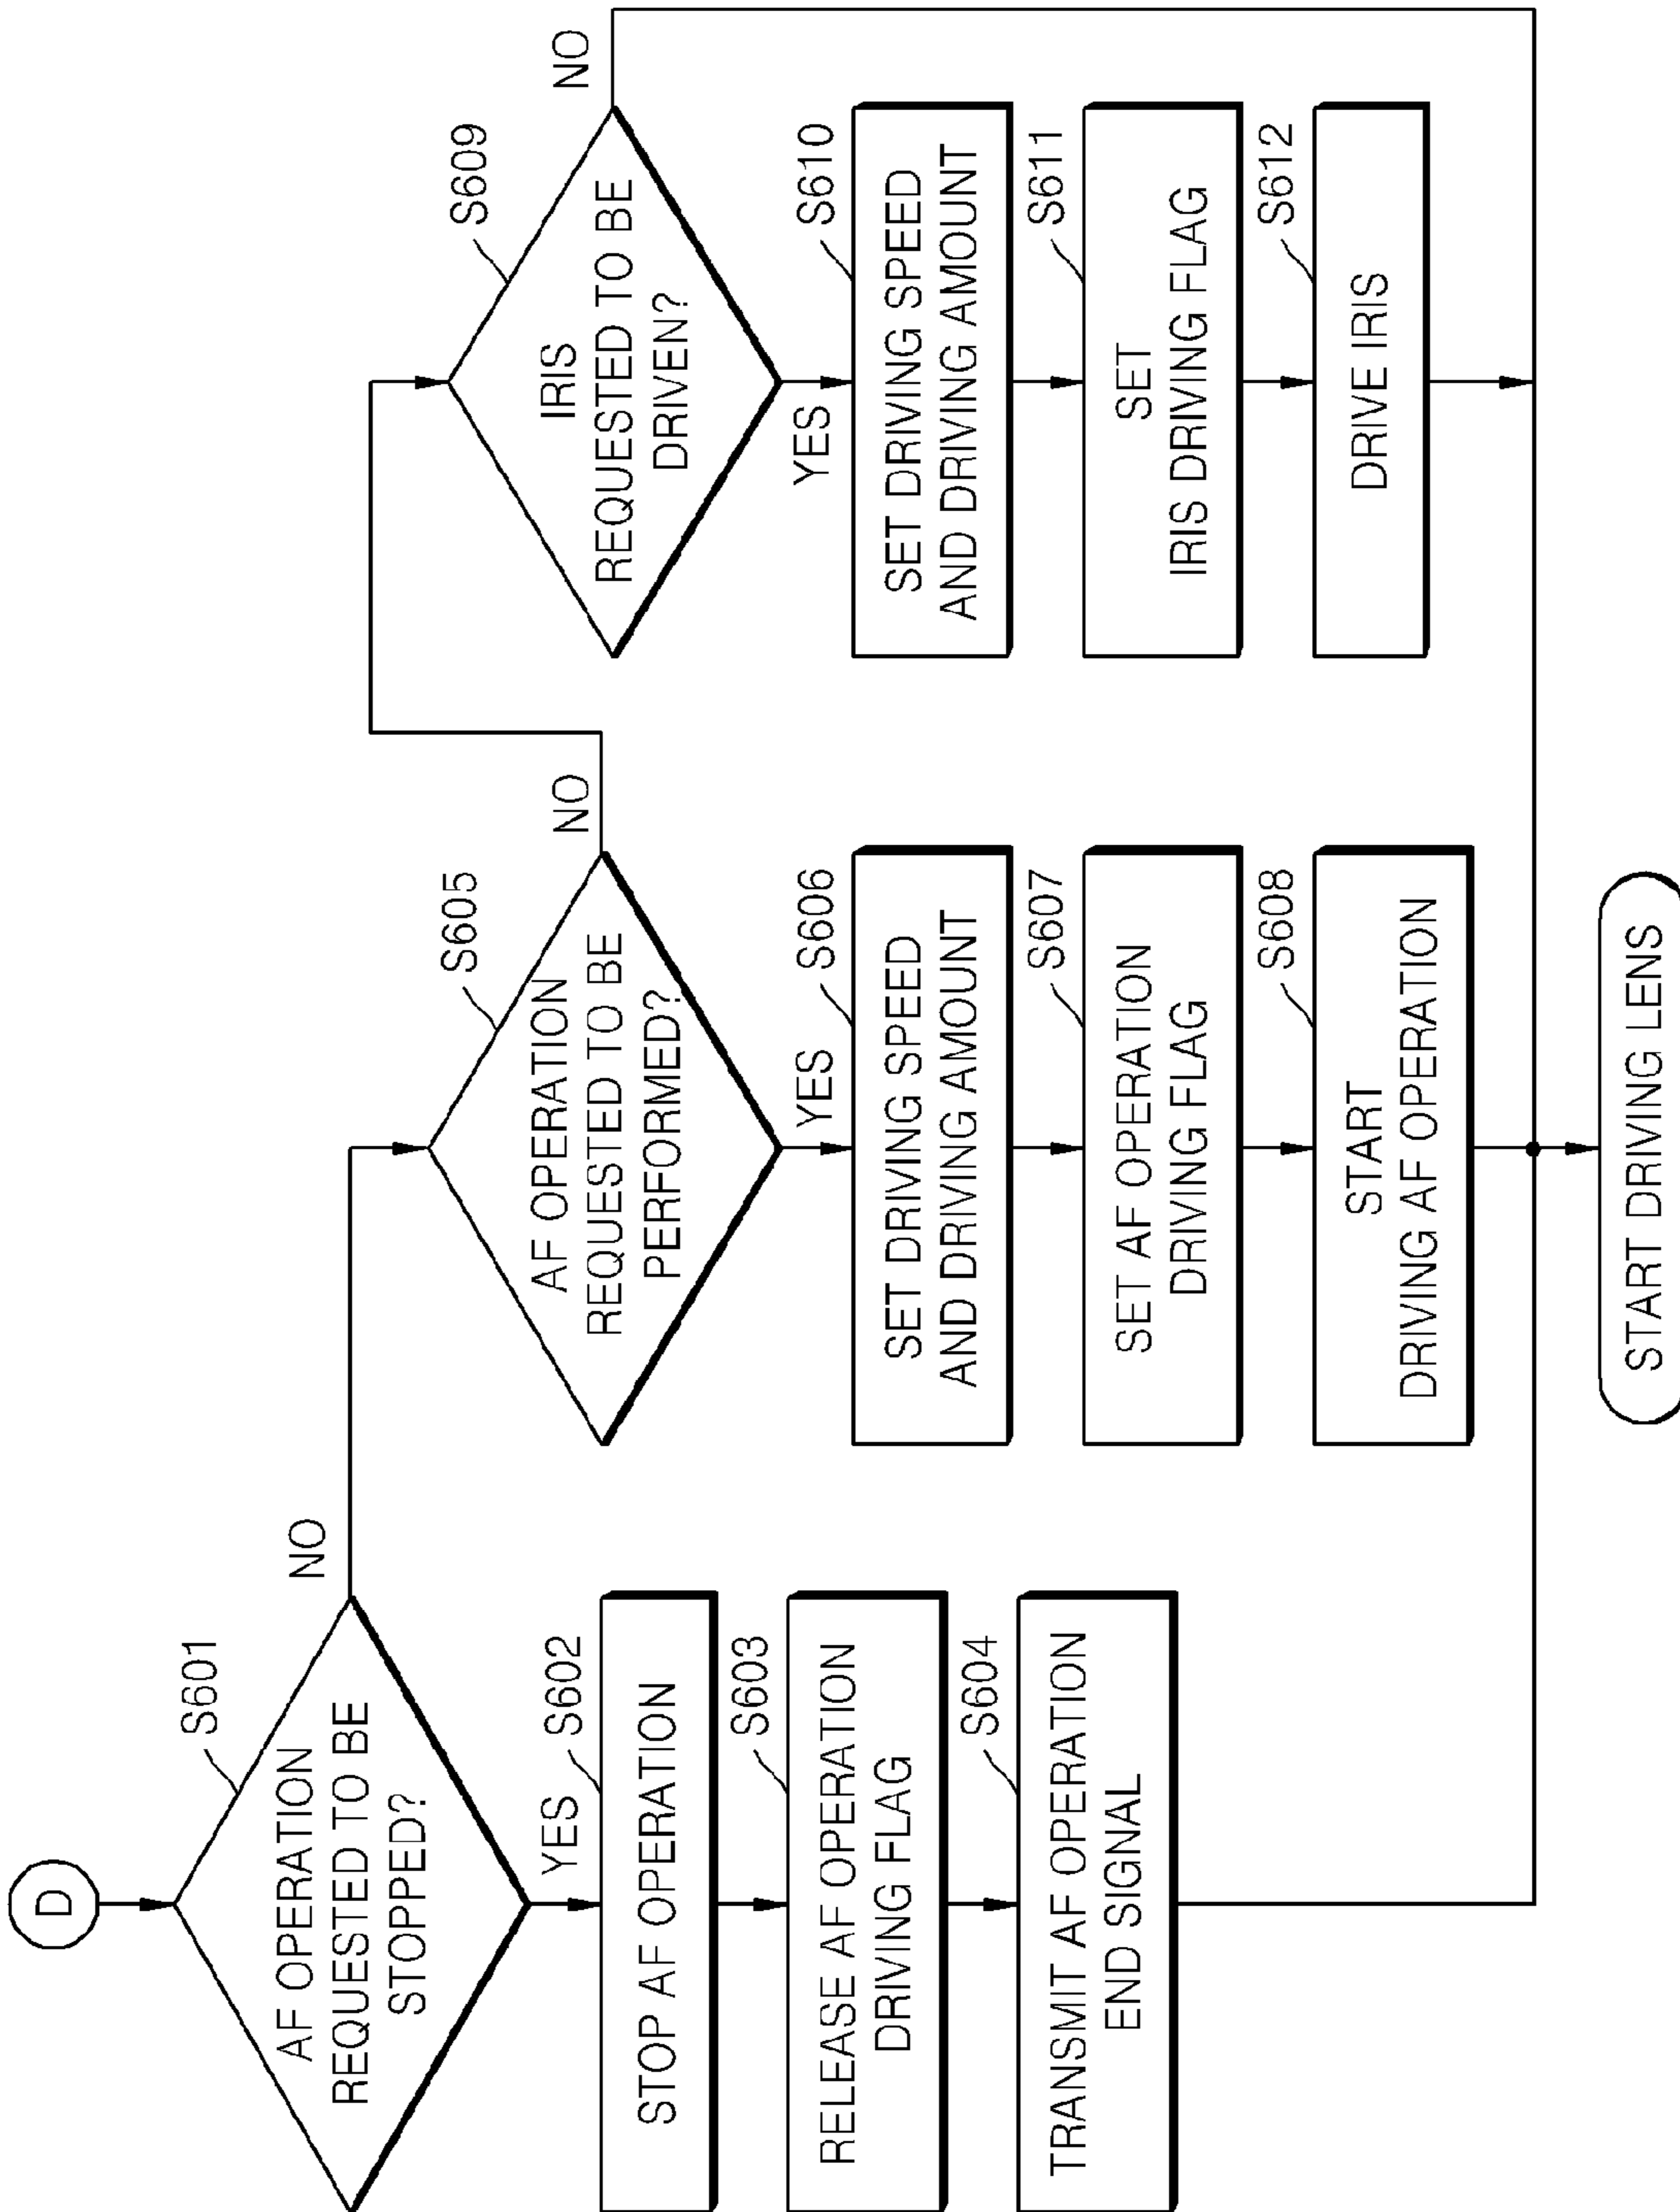 D
S601
AF OPERATION
REQUESTED TO BE
STOPPED?
NO
YES
S602
STOP AF OPERATION
S603
RELEASE AF OPERATION
DRIVING FLAG
S604
TRANSMIT AF OPERATION
END SIGNAL
S605
AF OPERATION
REQUESTED TO BE
PERFORMED?
NO
YES
S606
SET DRIVING SPEED
AND DRIVING AMOUNT
S607
SET AF OPERATION
DRIVING FLAG
S608
START
DRIVING AF OPERATION
S609
IRIS
REQUESTED TO BE
DRIVEN?
NO
YES
S610
SET DRIVING SPEED
AND DRIVING AMOUNT
S611
SET
IRIS DRIVING FLAG
S612
DRIVE IRIS
START DRIVING LENS